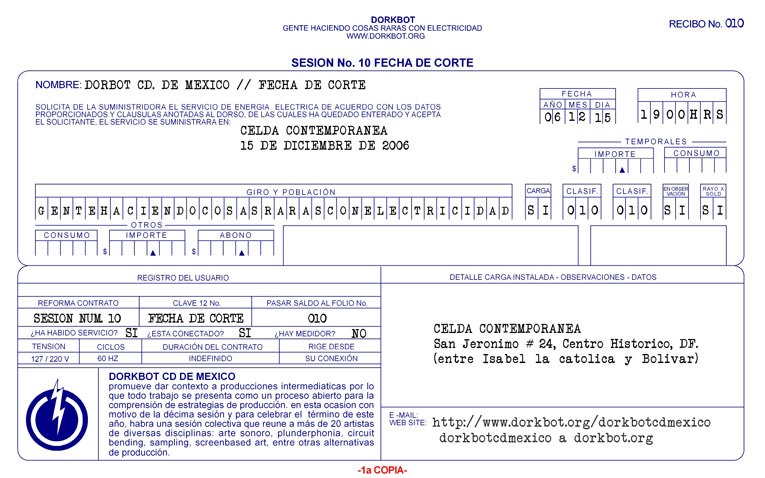 DORKBOT
GENTE HACIENDO COSAS RARAS CON ELECTRICIDAD
WWW.DORKBOT.ORG
RECIBO No. 010
SESION No. 10 FECHA DE CORTE
NOMBRE: DORBOT CD. DE MEXICO // FECHA DE CORTE
SOLICITA DE LA SUMINISTRIDORA EL SERVICIO DE ENERGIA ELECTRICA DE ACUERDO CON LOS DATOS
PROPORCIONADOS Y CLAUSULAS ANOTADAS AL DORSO, DE LAS CUALES HA QUEDADO ENTERADO Y ACEPTA
EL SOLICITANTE, EL SERVICIO SE SUMINISTRARA EN:
CELDA CONTEMPORANEA
15 DE DICIEMBRE DE 2006
FECHA
AÑO MES DIA
06 12 15
HORA
1900HRS
TEMPORALES
IMPORTE CONSUMO
$
GIRO Y POBLACIÓN
GENTEHACIENDOCOSASRARASCONELECTRICIDAD
CARGA
SI
CLASIF.
010
CLASIF.
010
EN OBSER
VACION
SI
RAYO. X
SOLD
SI
OTROS
CONSUMO IMPORTE ABONO
$ $
REGISTRO DEL USUARIO
REFORMA CONTRATO CLAVE 12 No. PASAR SALDO AL FOLIO No.
SESION NUM. 10 FECHA DE CORTE 010
¿HA HABIDO SERVICIO? SI ¿ESTA CONECTADO? SI ¿HAY MEDIDOR? NO
TENSION CICLOS DURACIÓN DEL CONTRATO RIGE DESDE
127 / 220 V 60 HZ INDEFINIDO SU CONEXIÓN
DORKBOT CD DE MEXICO
promueve dar contexto a producciones intermediaticas por lo
que todo trabajo se presenta como un proceso abierto para la
comprensión de estrategias de producción. en esta ocasion con
motivo de la décima sesión y para celebrar el término de este
año, habra una sesión colectiva que reune a más de 20 artistas
de diversas disciplinas: arte sonoro, plunderphonia, circuit
bending, sampling, screenbased art, entre otras alternativas
de producción.
DETALLE CARGA INSTALADA - OBSERVACIONES - DATOS
CELDA CONTEMPORANEA
San Jeronimo # 24, Centro Historico, DF.
(entre Isabel la catolica y Bolivar)
E -MAIL:
WEB SITE: http://www.dorkbot.org/dorkbotcdmexico
dorkbotcdmexico a dorkbot.org
-1a COPIA-